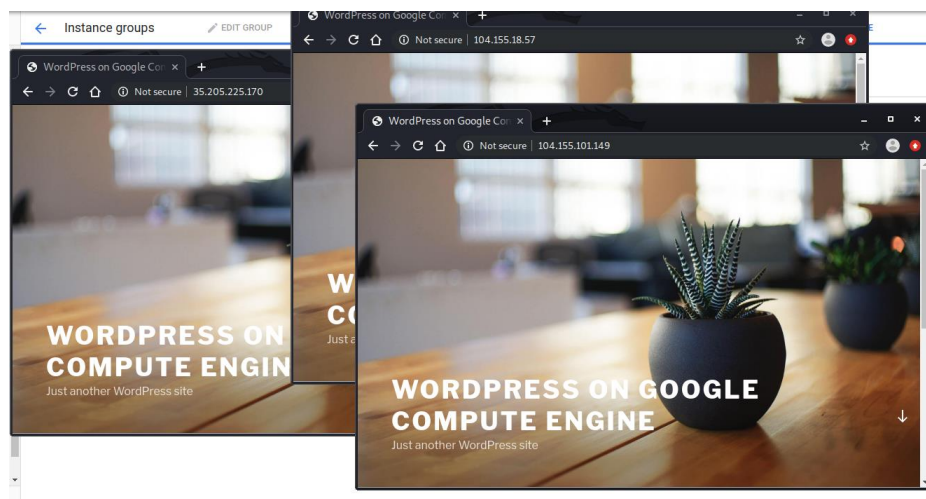 Instance groups
EDIT GROUP
E
WordPress on Google Con
Not secure
104.155.18.57
WordPress on Google Con
Not secure
35.205.225.170
WordPress on Google Con
Not secure
104.155.101.149
WORDPRESS ON
COMPUTE ENGIN
Just another WordPress site
W
CO
Just a
WORDPRESS ON GOOGLE
COMPUTE ENGINE
Just another WordPress site